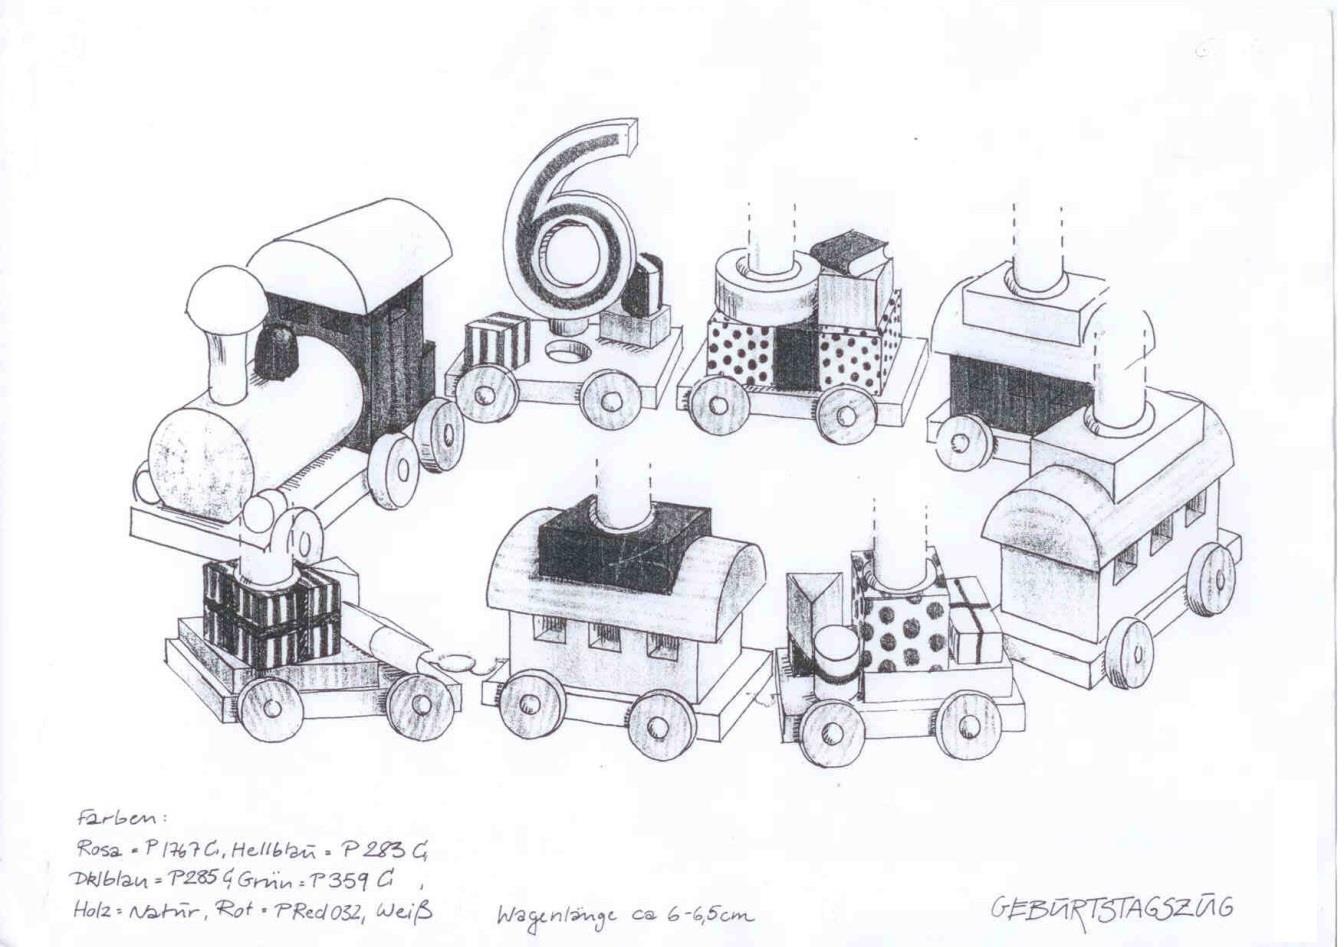 6
Farben:
Rosa = P 1767 C, Hellblau = P 283 C,
Dklblau = P285 C, Grün = P 359 C,
Holz = Natur, Rot = P Red 032, Weiß
Wagenlänge ca 6-6,5cm
GEBURTSTAGSZUG